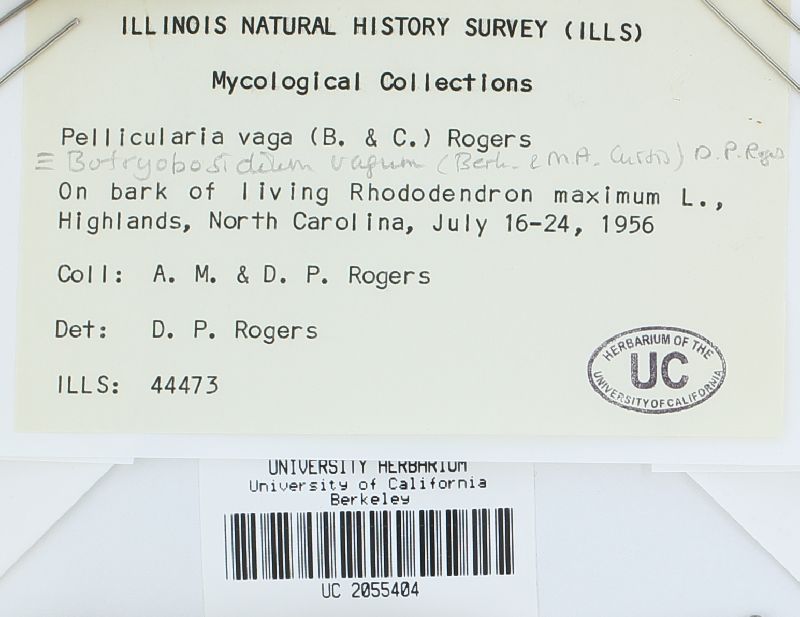 ILLINOIS NATURAL HISTORY SURVEY (ILLS)
Mycological Collections
Pellicularia vaga (B. & C.) Rogers
≡ Botryobasidium vagum (Berk. & M.A. Curtis) D. P. Rogers
On bark of living Rhododendron maximum L.,
Highlands, North Carolina, July 16-24, 1956
Coll: A. M. & D. P. Rogers
Det: D. P. Rogers
ILLS: 44473
HERBARIUM OF THE
UC
UNIVERSITY OF CALIFORNIA
UNIVERSITY HERBARIUM
University of California
Berkeley
UC 2055404